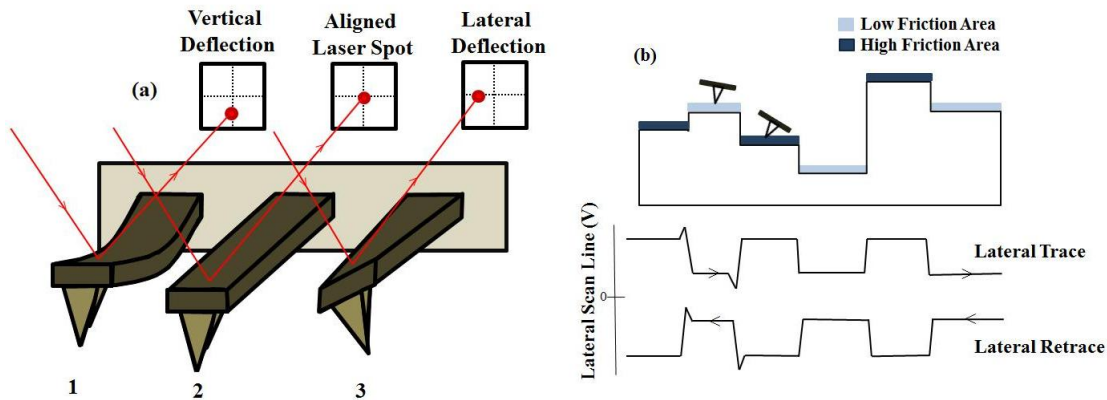 Vertical
Deflection
Aligned
Laser Spot
Lateral
Deflection
(a)
1
2
3
Low Friction Area
High Friction Area
(b)
Lateral Scan Line (V)
0
Lateral Trace
Lateral Retrace